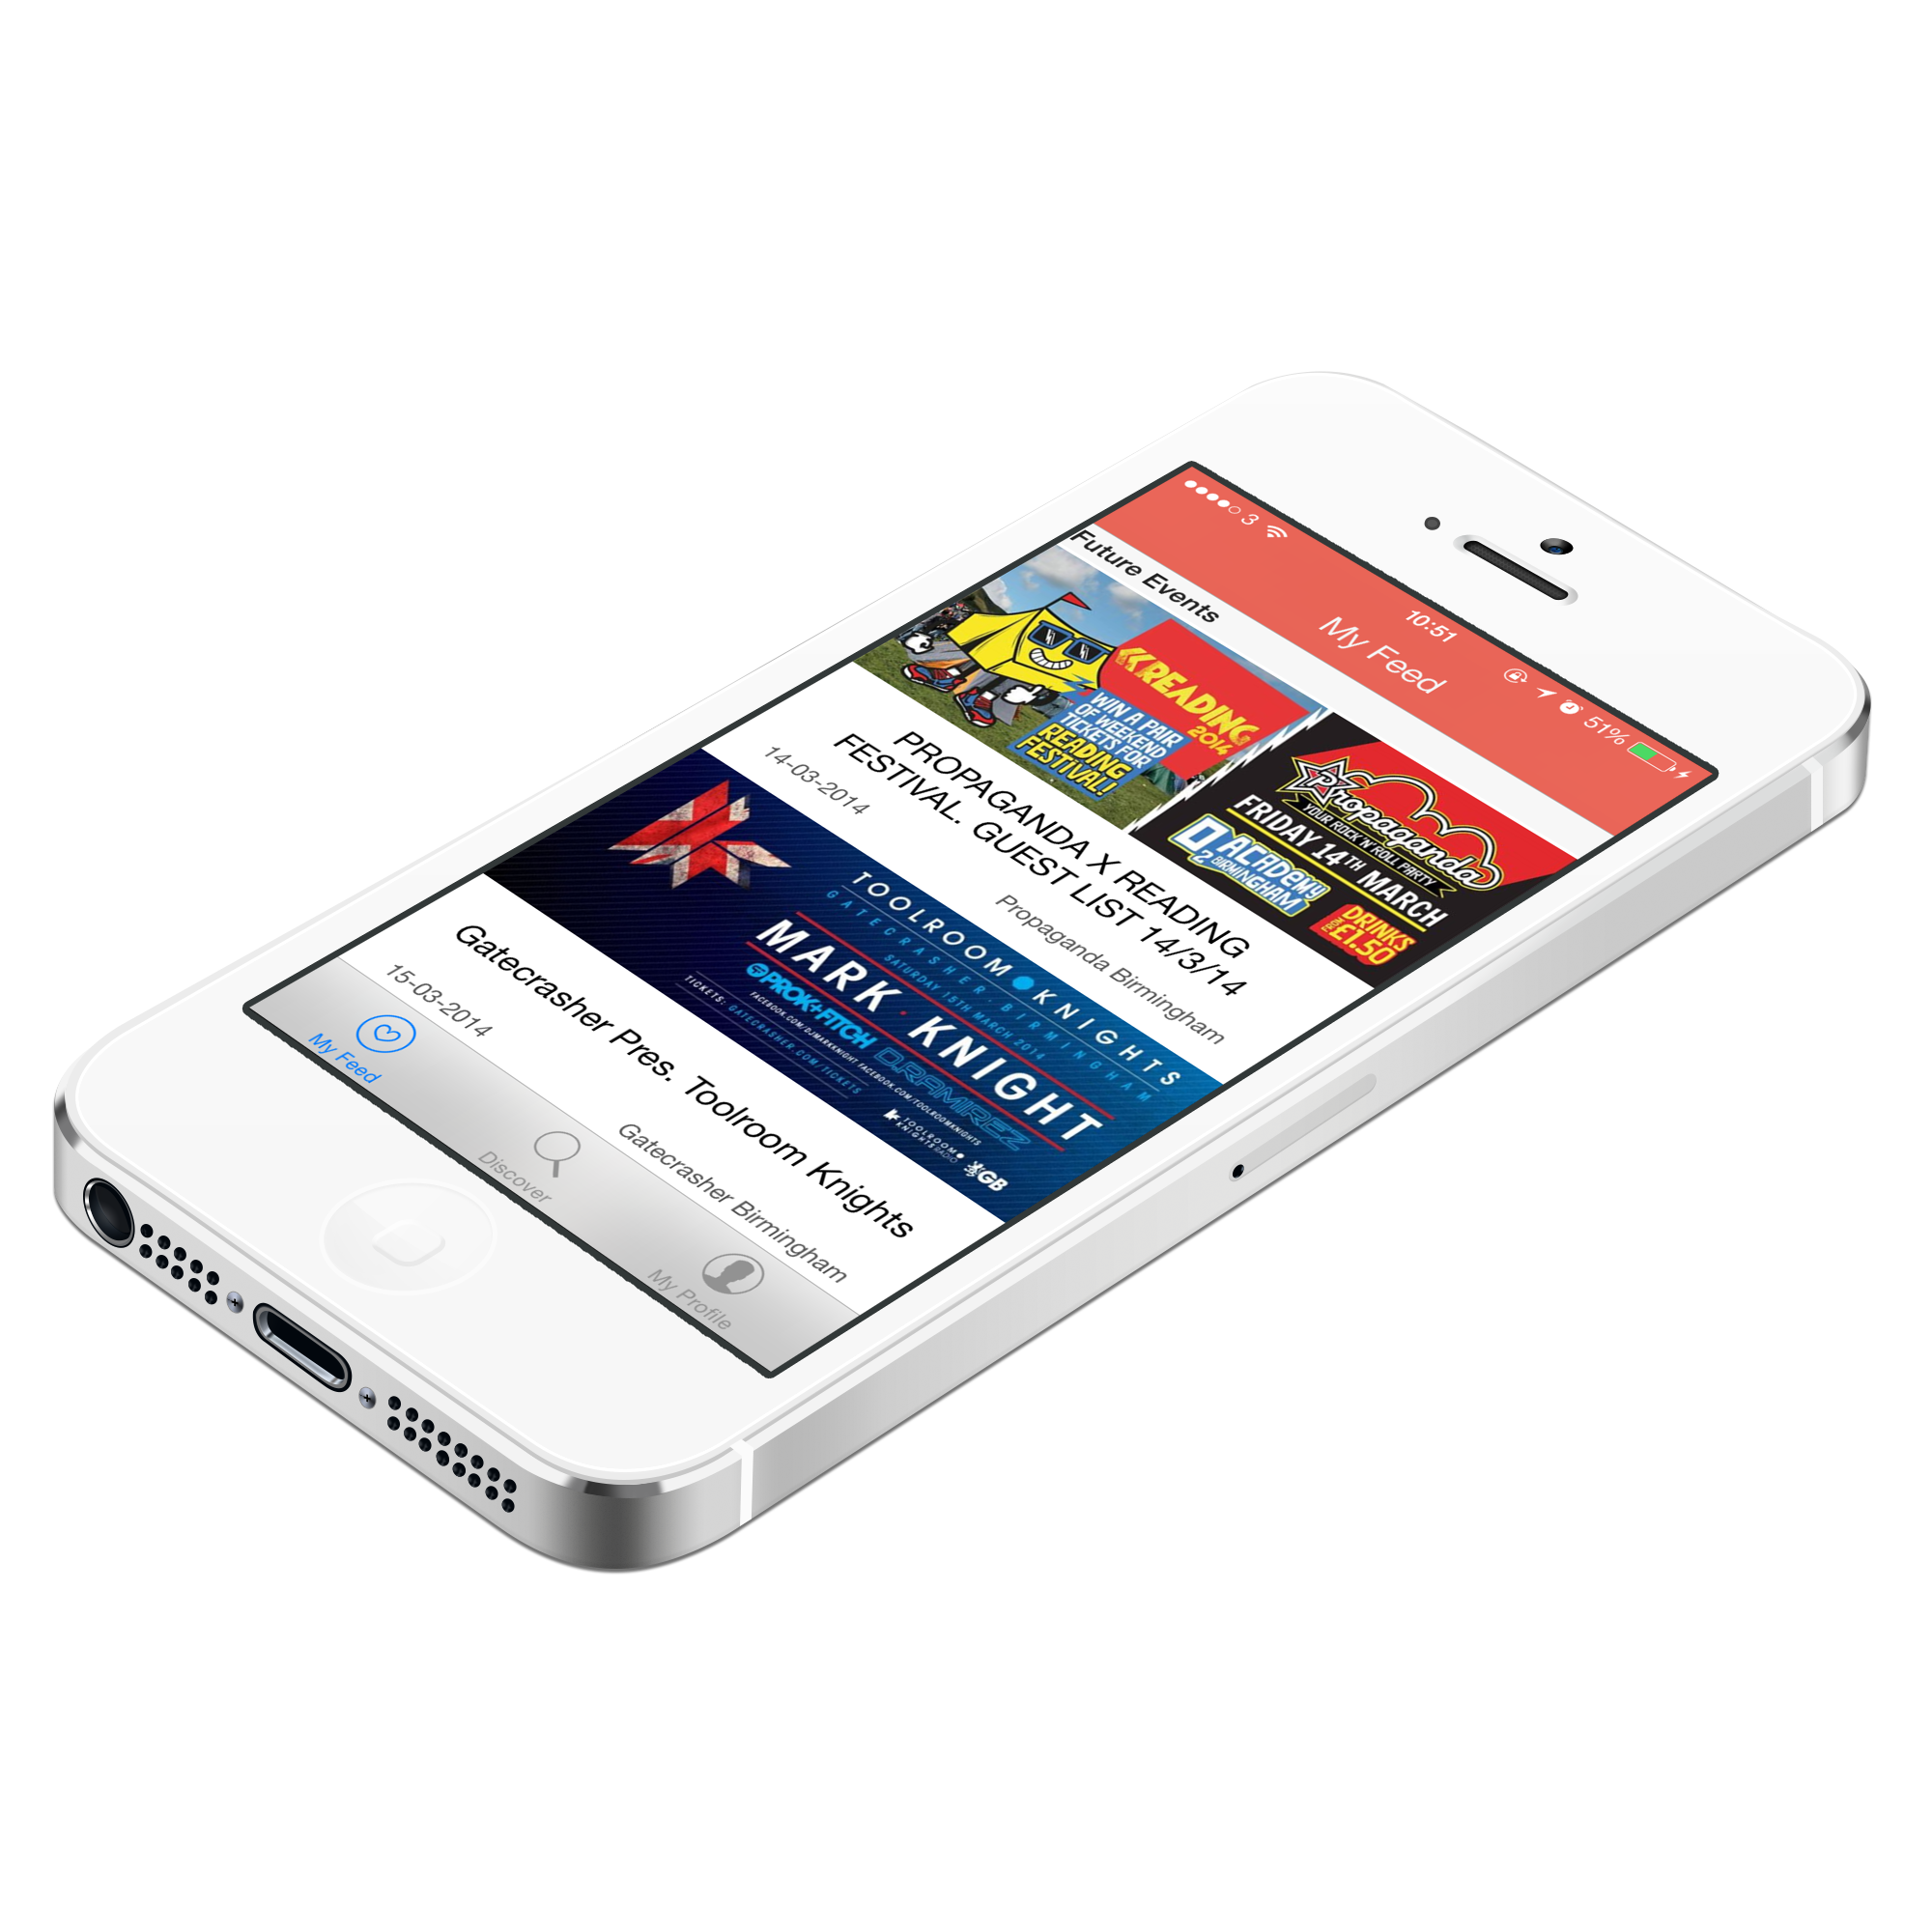 3 10:51 51%
My Feed
Future Events
READING
2014
WIN A PAIR
OF WEEKEND
TICKETS FOR
READING
FESTIVAL!
Propaganda
YOUR ROCK'N'ROLL PARTY
FRIDAY 14TH MARCH
O2 ACADEMY
BIRMINGHAM
DRINKS
FROM £1.50
PROPAGANDA X READING
FESTIVAL. GUEST LIST 14/3/14
14-03-2014 Propaganda Birmingham
TOOLROOM KNIGHTS
GATECRASHER · BIRMINGHAM
SATURDAY 15TH MARCH 2014
MARK · KNIGHT
PROK+FITCH D.RAMIREZ
FACEBOOK.COM/DJMARKKNIGHT FACEBOOK.COM/TOOLROOMKNIGHTS
TICKETS: GATECRASHER.COM/TICKETS
TOOLROOM
KNIGHTS RADIO
GB
Gatecrasher Pres. Toolroom Knights
15-03-2014 Gatecrasher Birmingham
My Feed Discover My Profile